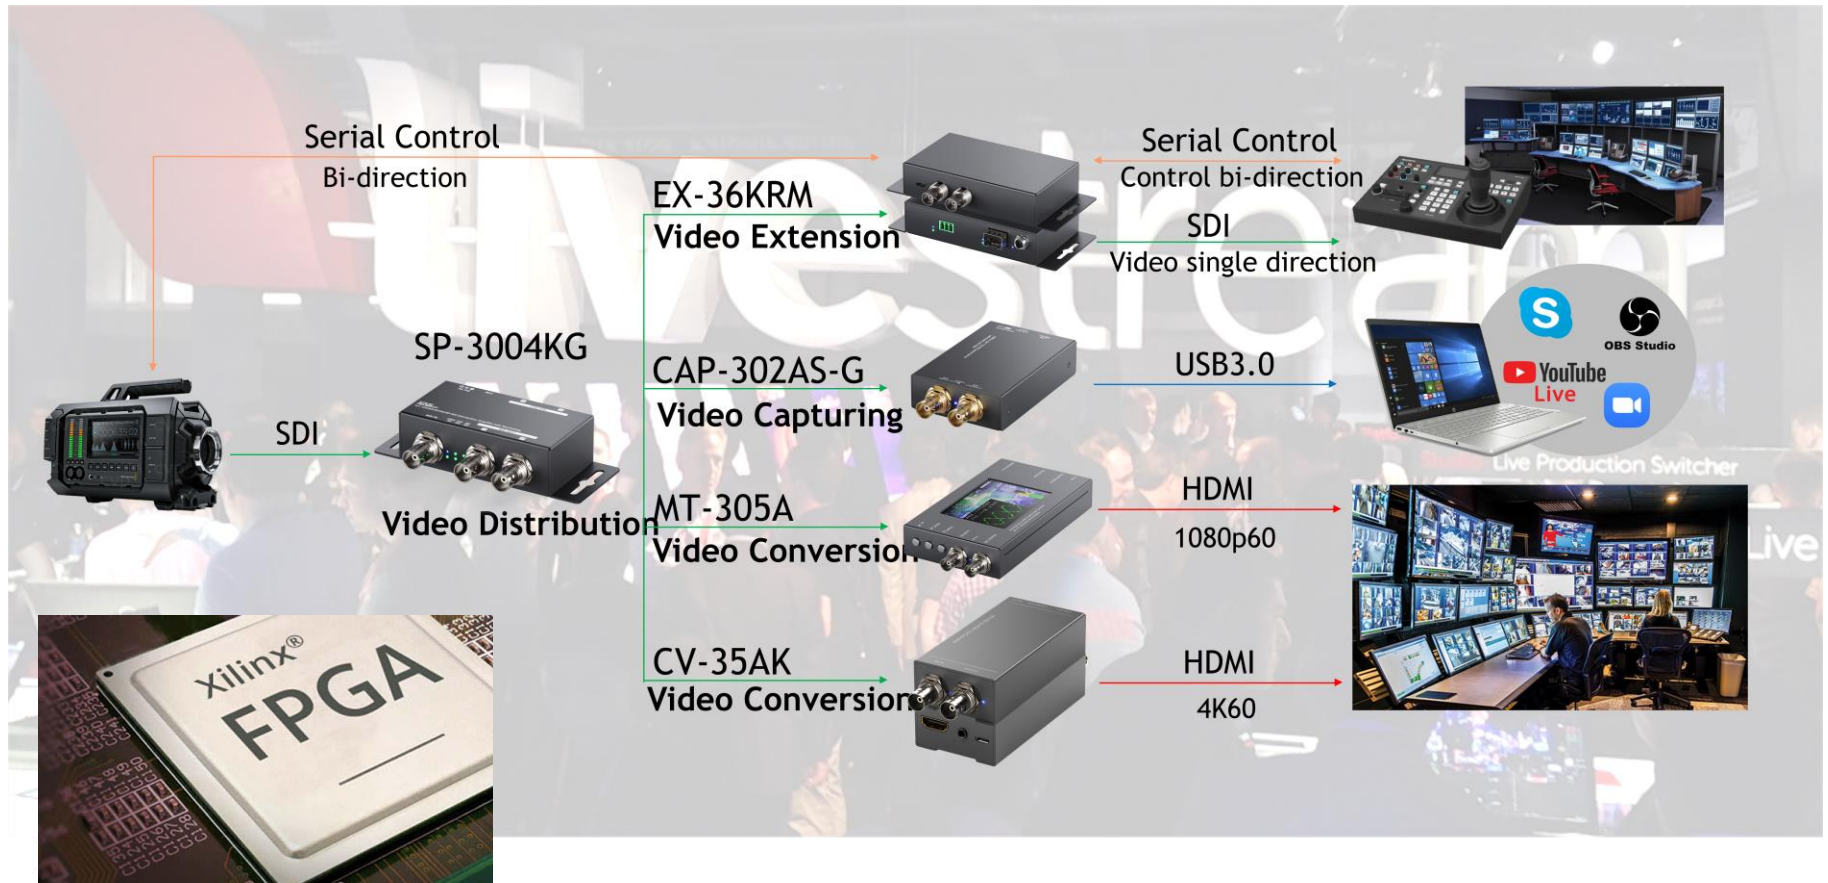 Serial Control
Bi-direction
Serial Control
Control bi-direction
EX-36KRM
Video Extension
SDI
Video single direction
SP-3004KG
SDI
Video Distribution
CAP-302AS-G
Video Capturing
USB3.0
S
OBS Studio
YouTube
Live
MT-305A
Video Conversion
HDMI
1080p60
CV-35AK
Video Conversion
HDMI
4K60
livestream
Studio Live Production Switcher
Live
Xilinx®
FPGA